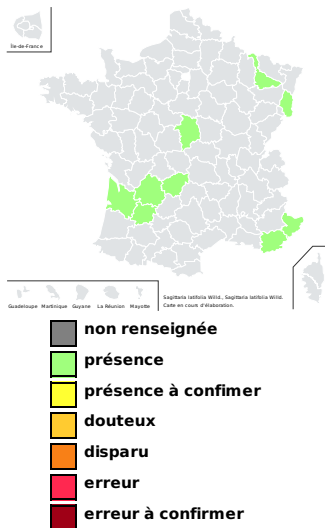 Île-de-France
Guadeloupe Martinique Guyane La Réunion Mayotte
Sagittaria latifolia Willd., Sagittaria latifolia Willd.
Carte en cours d'élaboration.
non renseignée
présence
présence à confimer
douteux
disparu
erreur
erreur à confirmer